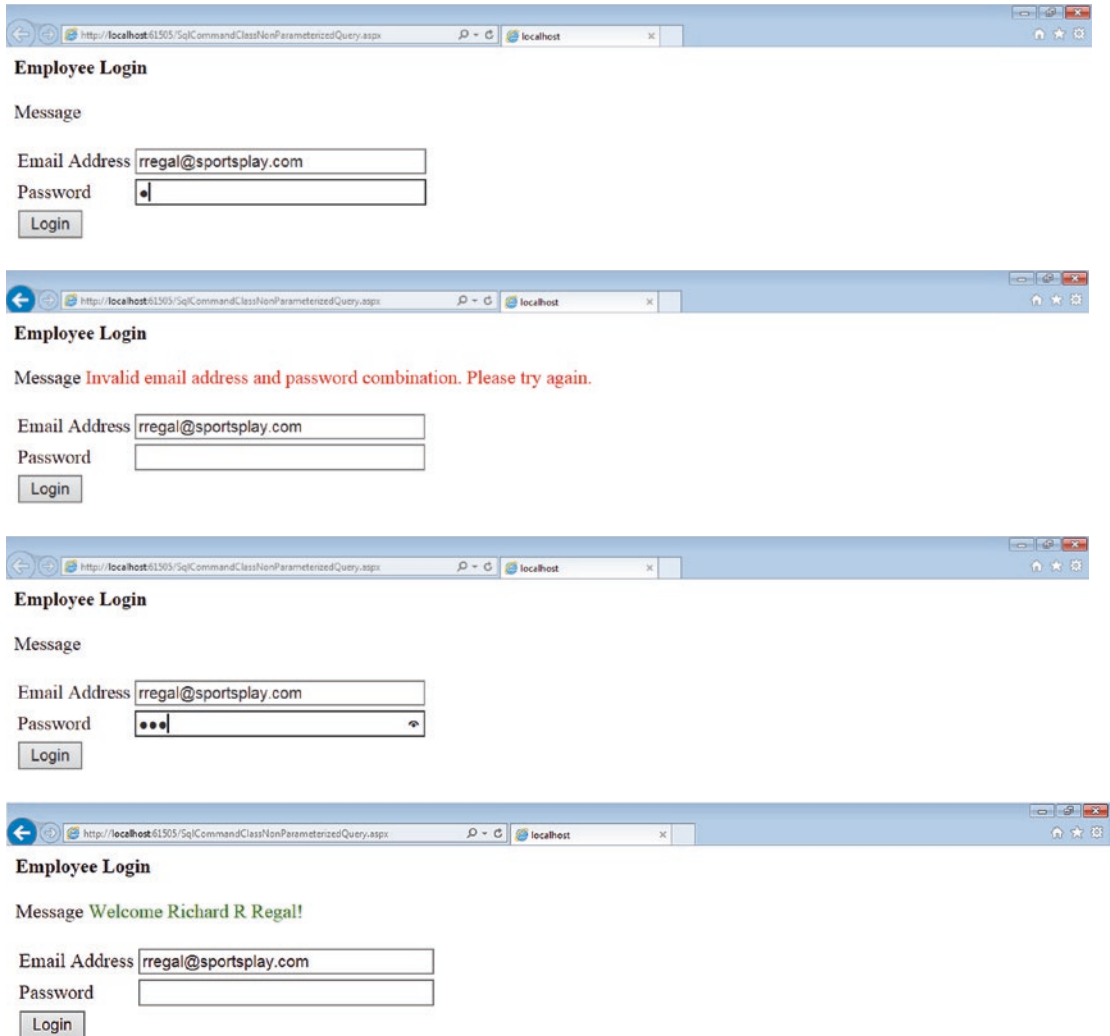 http://localhost:61505/SqlCommandClassNonParameterizedQuery.aspx localhost
Employee Login
Message
Email Address rregal@sportsplay.com
Password
Login
http://localhost:61505/SqlCommandClassNonParameterizedQuery.aspx localhost
Employee Login
Message Invalid email address and password combination. Please try again.
Email Address rregal@sportsplay.com
Password
Login
http://localhost:61505/SqlCommandClassNonParameterizedQuery.aspx localhost
Employee Login
Message
Email Address rregal@sportsplay.com
Password
Login
http://localhost:61505/SqlCommandClassNonParameterizedQuery.aspx localhost
Employee Login
Message Welcome Richard R Regal!
Email Address rregal@sportsplay.com
Password
Login